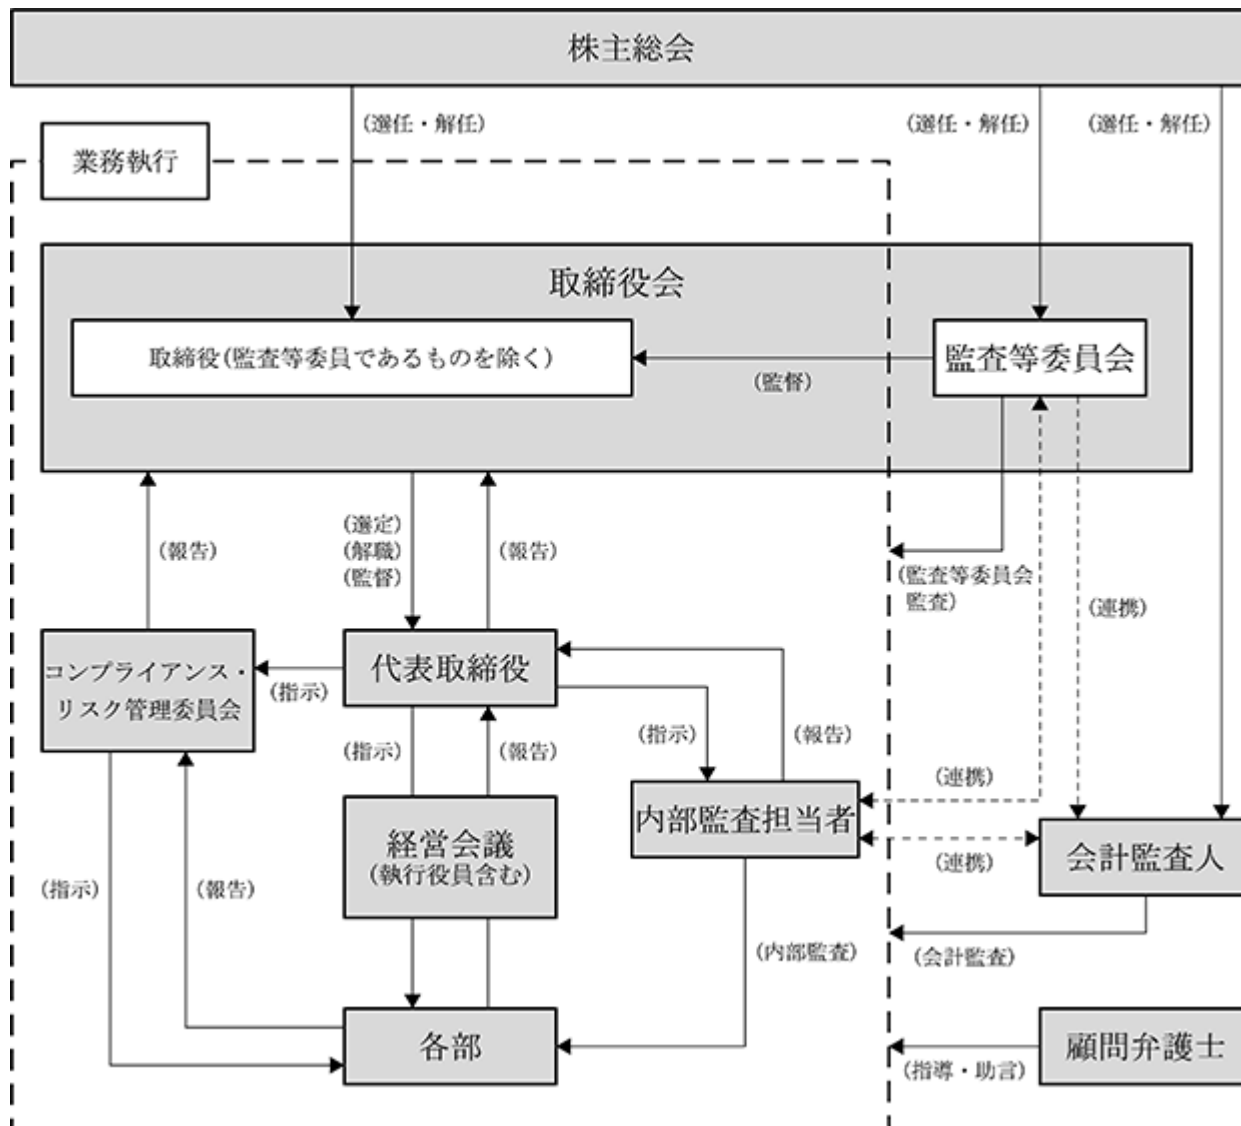 株主総会
(選任・解任)
(選任・解任)
(選任・解任)
業務執行
取締役会
取締役(監査等委員であるものを除く)
監査等委員会
(監督)
(報告)
(選定)
(解職)
(監督)
(報告)
(監査等委員会
監査)
(連携)
コンプライアンス・
リスク管理委員会
(指示)
代表取締役
(指示)
(報告)
(指示)
(報告)
(連携)
内部監査担当者
(連携)
会計監査人
経営会議
(執行役員含む)
(指示)
(報告)
(内部監査)
(会計監査)
各部
顧問弁護士
(指導・助言)